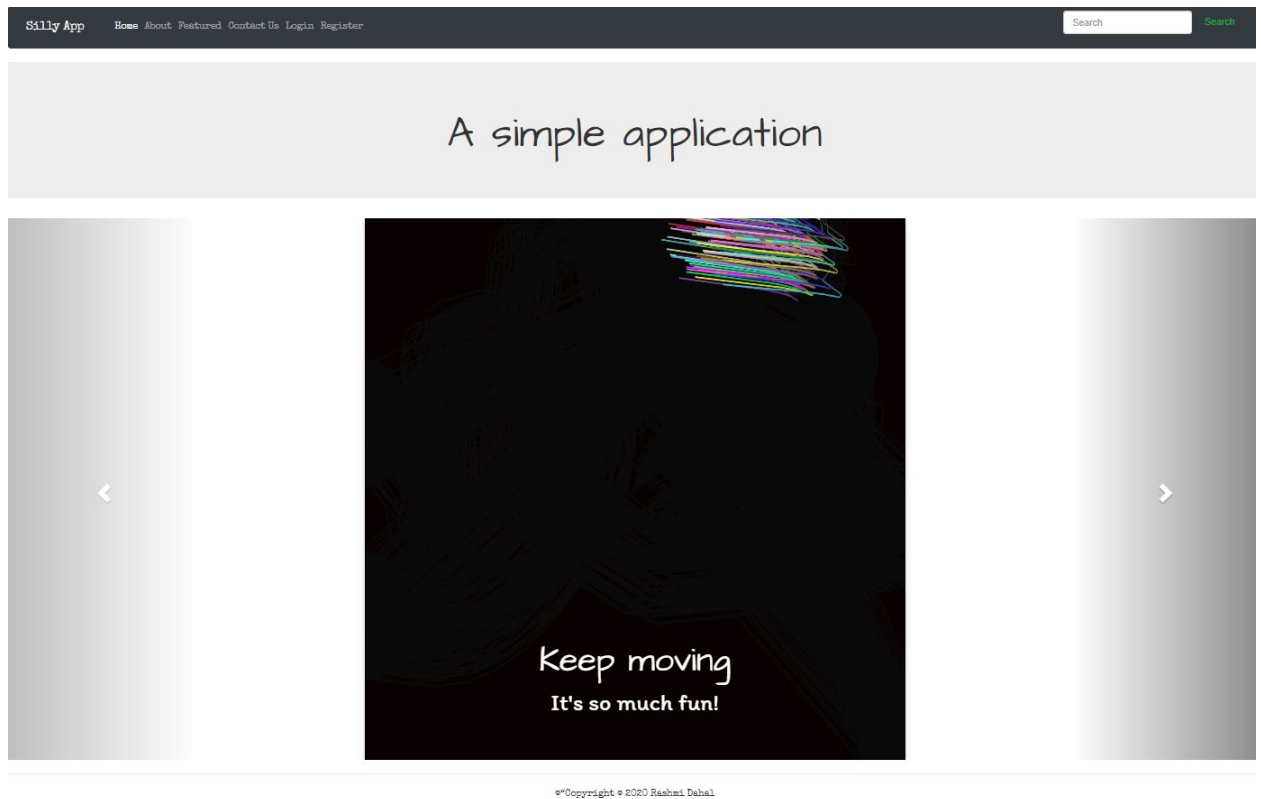 Silly App Home About Featured Contact Us Login Register Search Search
A simple application
Keep moving
It's so much fun!
©"Copyright © 2020 Rashmi Dahal